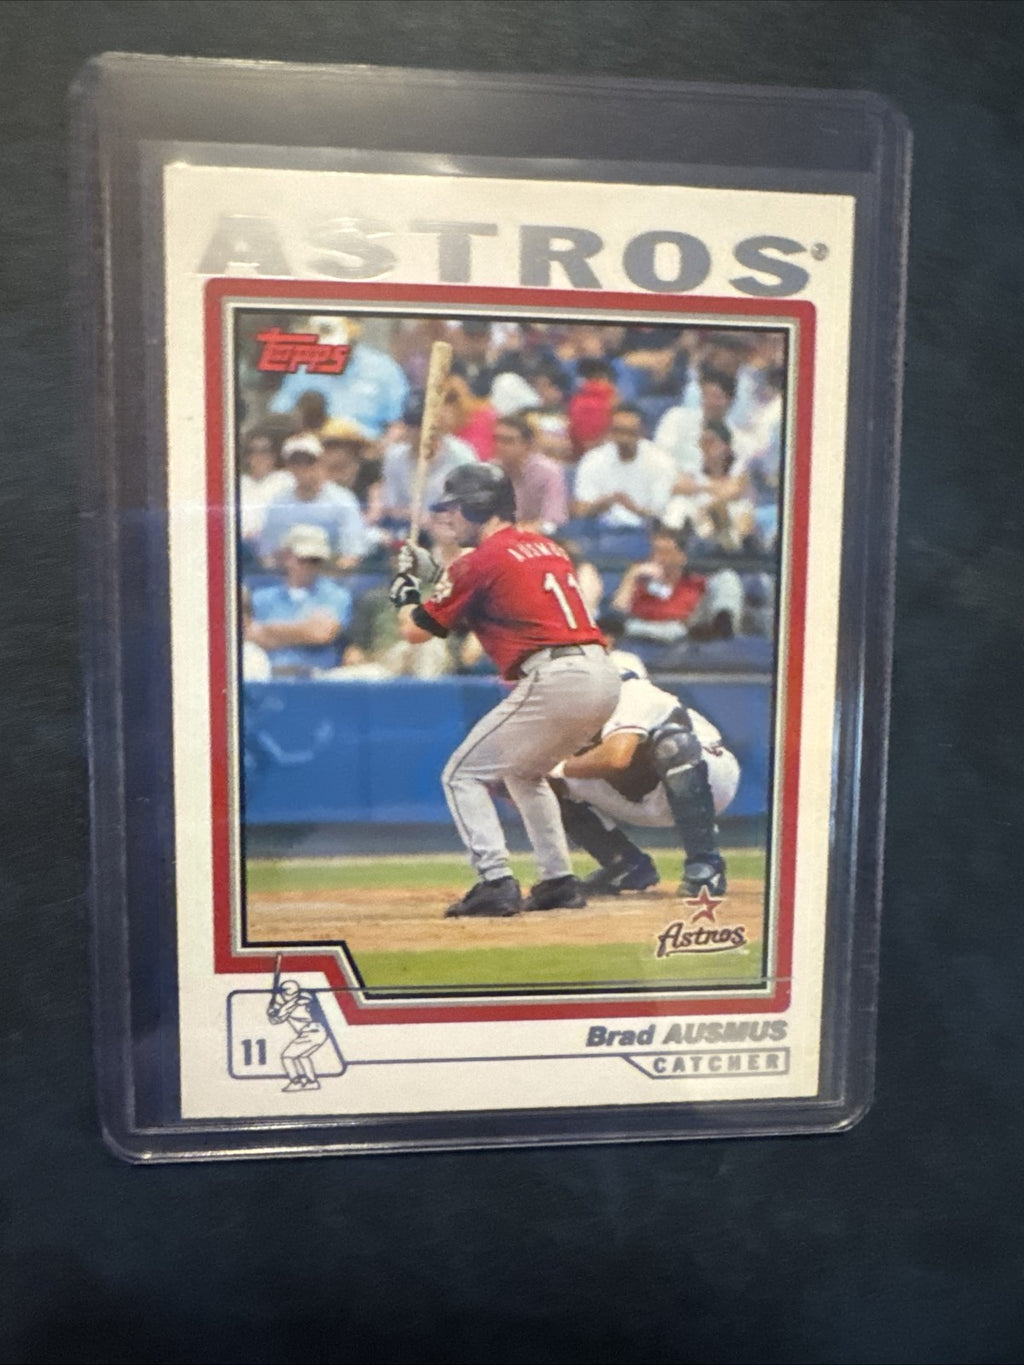 ASTROS®
Topps
AUSMUS
11
Astros
11
Brad AUSMUS
CATCHER